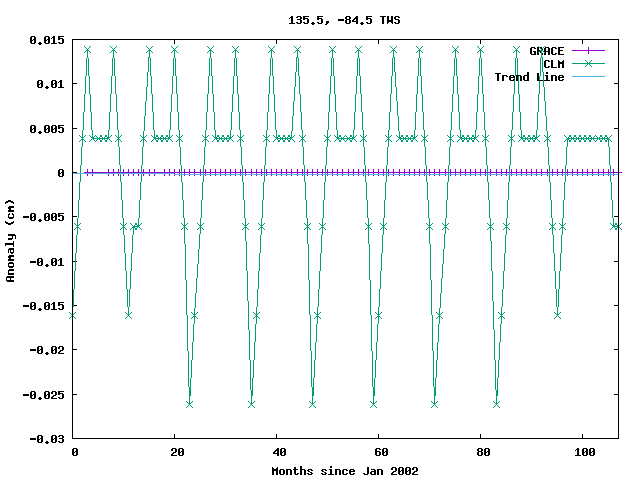 135.5, -84.5 TWS
GRACE
CLM
Trend Line
0.015
0.01
0.005
0
-0.005
-0.01
-0.015
-0.02
-0.025
-0.03
Anomaly (cm)
0 20 40 60 80 100
Months since Jan 2002